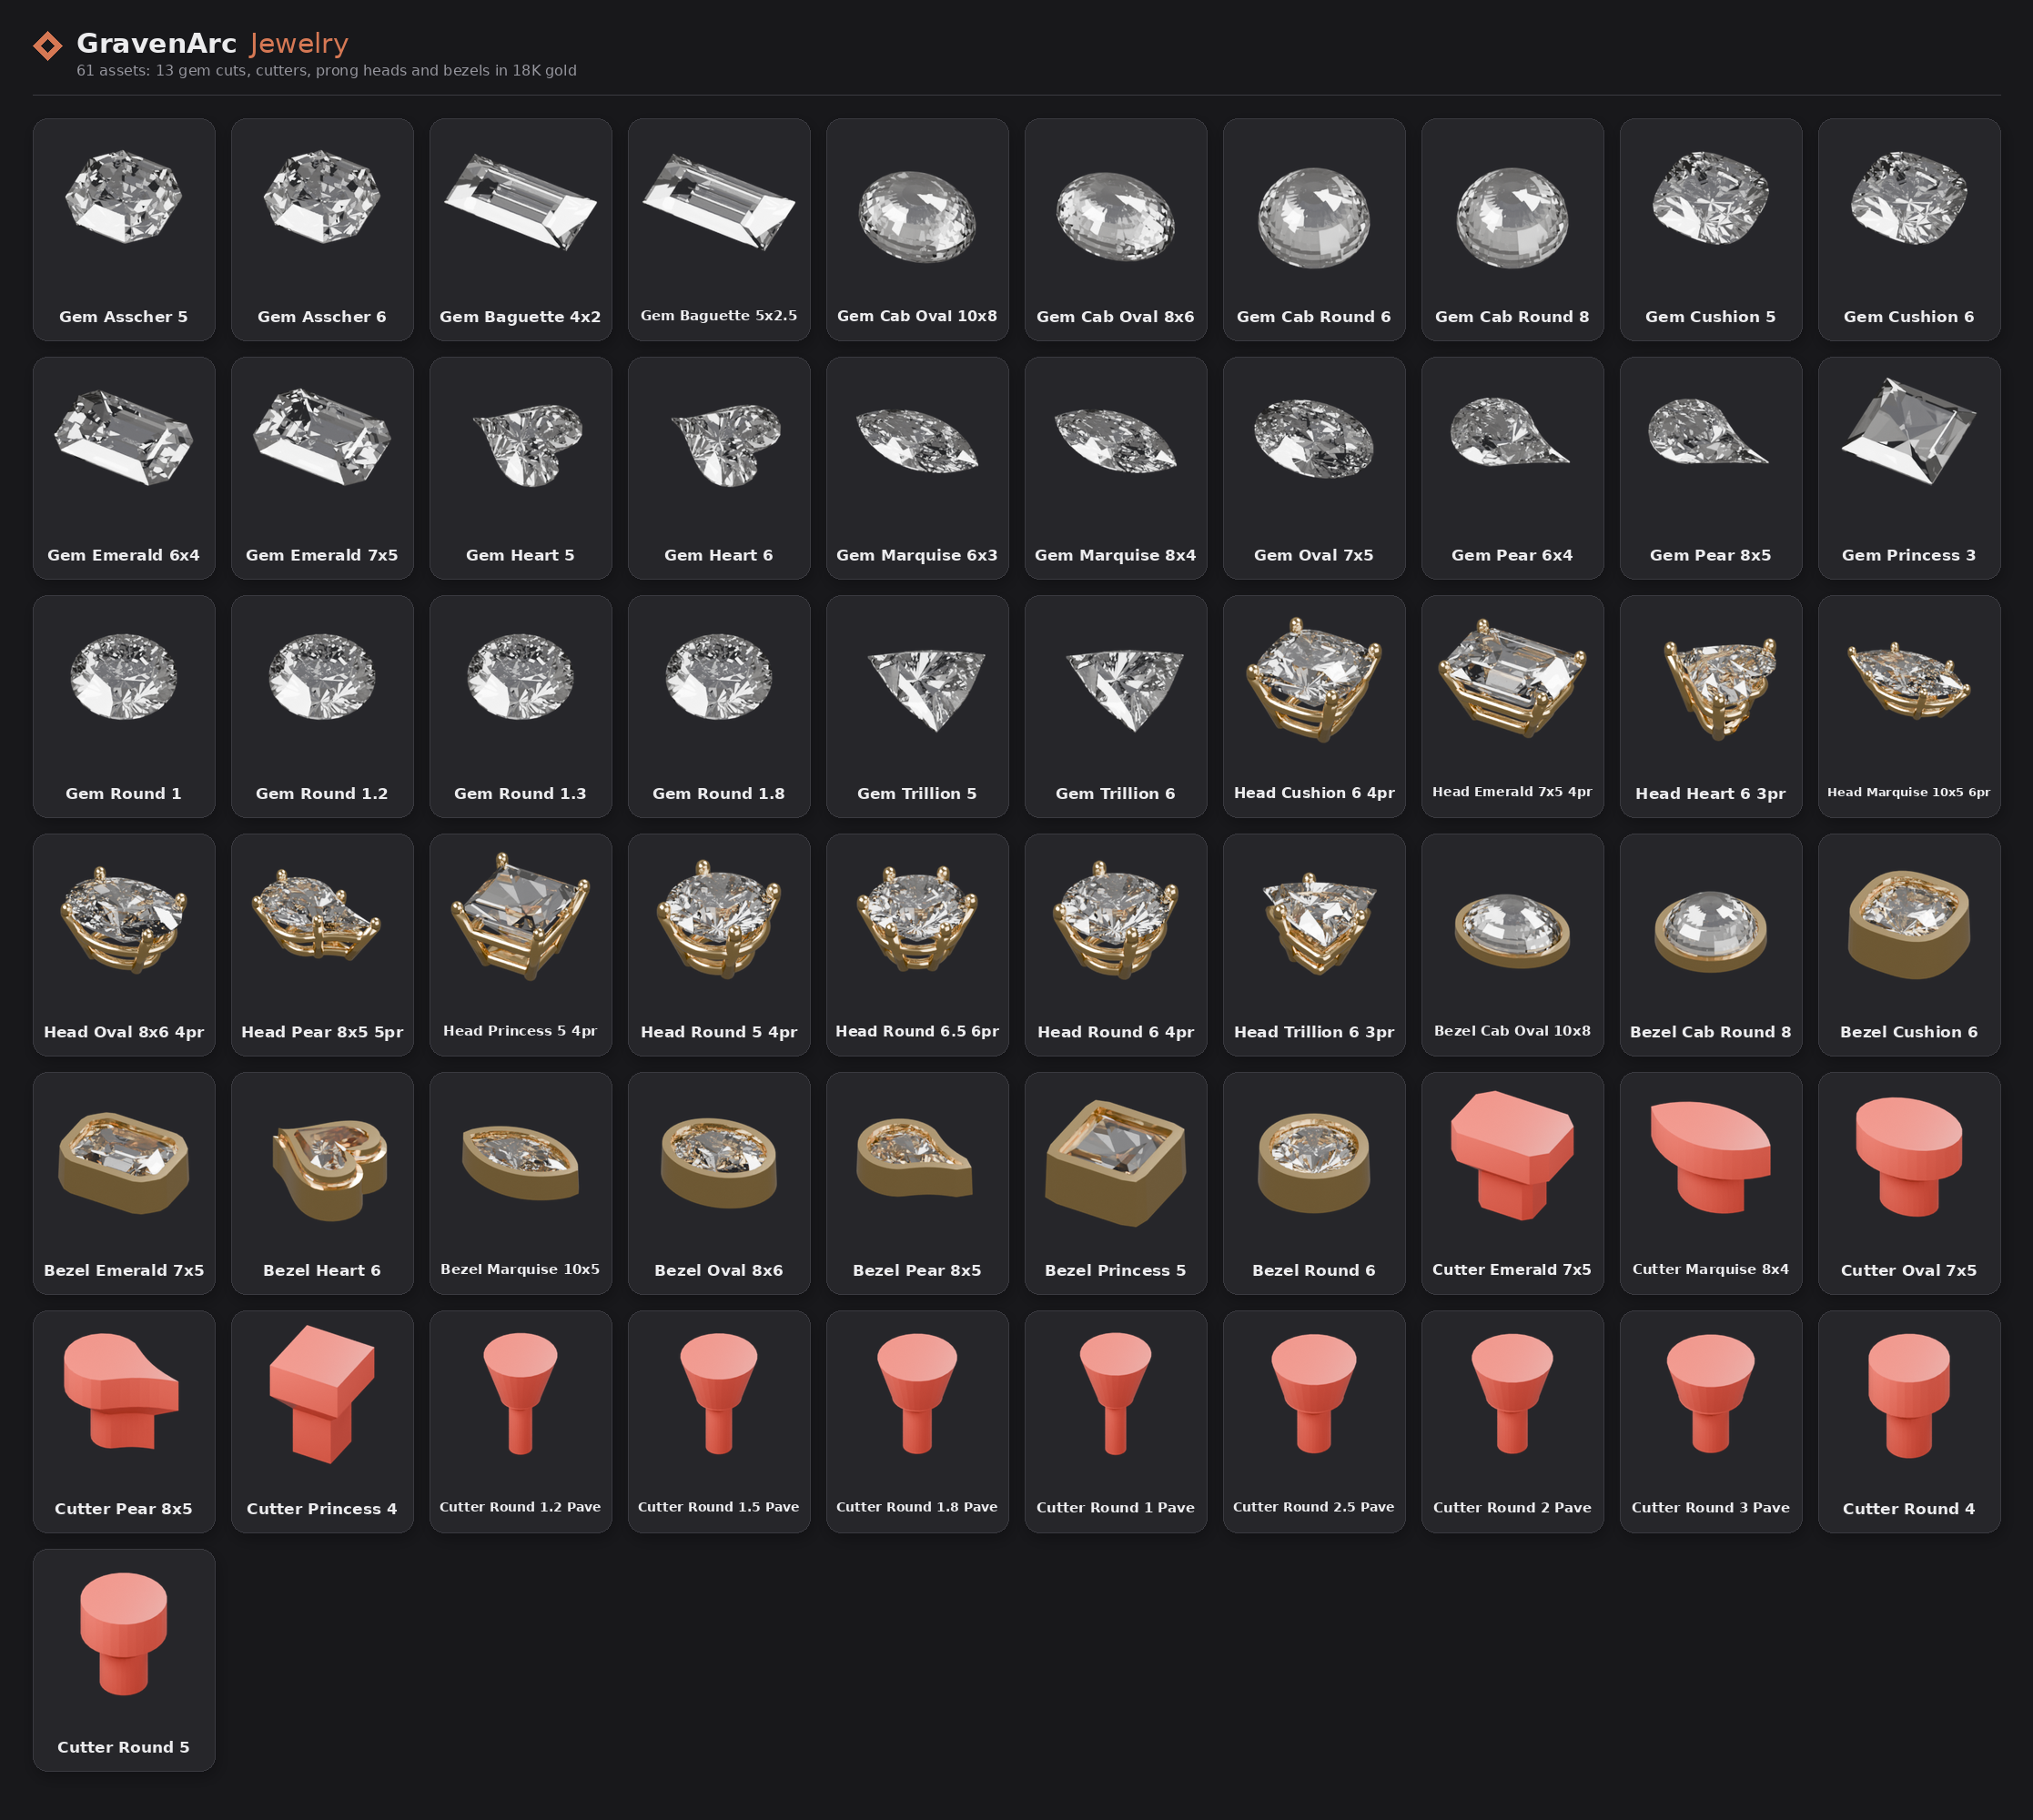 GravenArc Jewelry
61 assets: 13 gem cuts, cutters, prong heads and bezels in 18K gold
Gem Asscher 5
Gem Asscher 6
Gem Baguette 4x2
Gem Baguette 5x2.5
Gem Cab Oval 10x8
Gem Cab Oval 8x6
Gem Cab Round 6
Gem Cab Round 8
Gem Cushion 5
Gem Cushion 6
Gem Emerald 6x4
Gem Emerald 7x5
Gem Heart 5
Gem Heart 6
Gem Marquise 6x3
Gem Marquise 8x4
Gem Oval 7x5
Gem Pear 6x4
Gem Pear 8x5
Gem Princess 3
Gem Round 1
Gem Round 1.2
Gem Round 1.3
Gem Round 1.8
Gem Trillion 5
Gem Trillion 6
Head Cushion 6 4pr
Head Emerald 7x5 4pr
Head Heart 6 3pr
Head Marquise 10x5 6pr
Head Oval 8x6 4pr
Head Pear 8x5 5pr
Head Princess 5 4pr
Head Round 5 4pr
Head Round 6.5 6pr
Head Round 6 4pr
Head Trillion 6 3pr
Bezel Cab Oval 10x8
Bezel Cab Round 8
Bezel Cushion 6
Bezel Emerald 7x5
Bezel Heart 6
Bezel Marquise 10x5
Bezel Oval 8x6
Bezel Pear 8x5
Bezel Princess 5
Bezel Round 6
Cutter Emerald 7x5
Cutter Marquise 8x4
Cutter Oval 7x5
Cutter Pear 8x5
Cutter Princess 4
Cutter Round 1.2 Pave
Cutter Round 1.5 Pave
Cutter Round 1.8 Pave
Cutter Round 1 Pave
Cutter Round 2.5 Pave
Cutter Round 2 Pave
Cutter Round 3 Pave
Cutter Round 4
Cutter Round 5